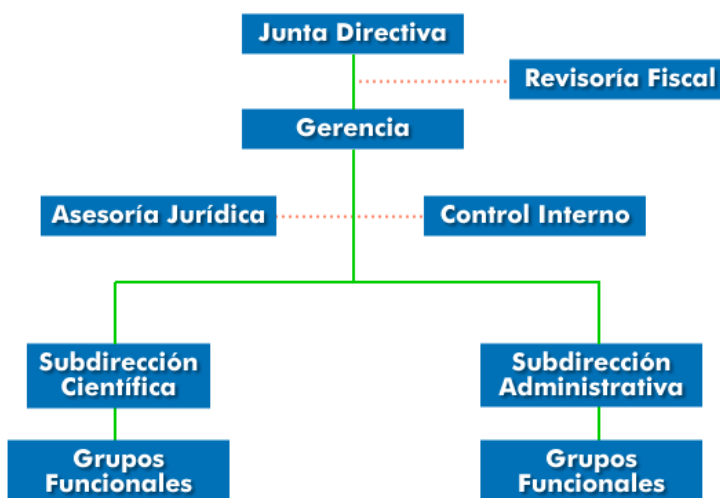 Junta Directiva
Revisoría Fiscal
Gerencia
Asesoría Jurídica
Control Interno
Subdirección
Científica
Subdirección
Administrativa
Grupos
Funcionales
Grupos
Funcionales